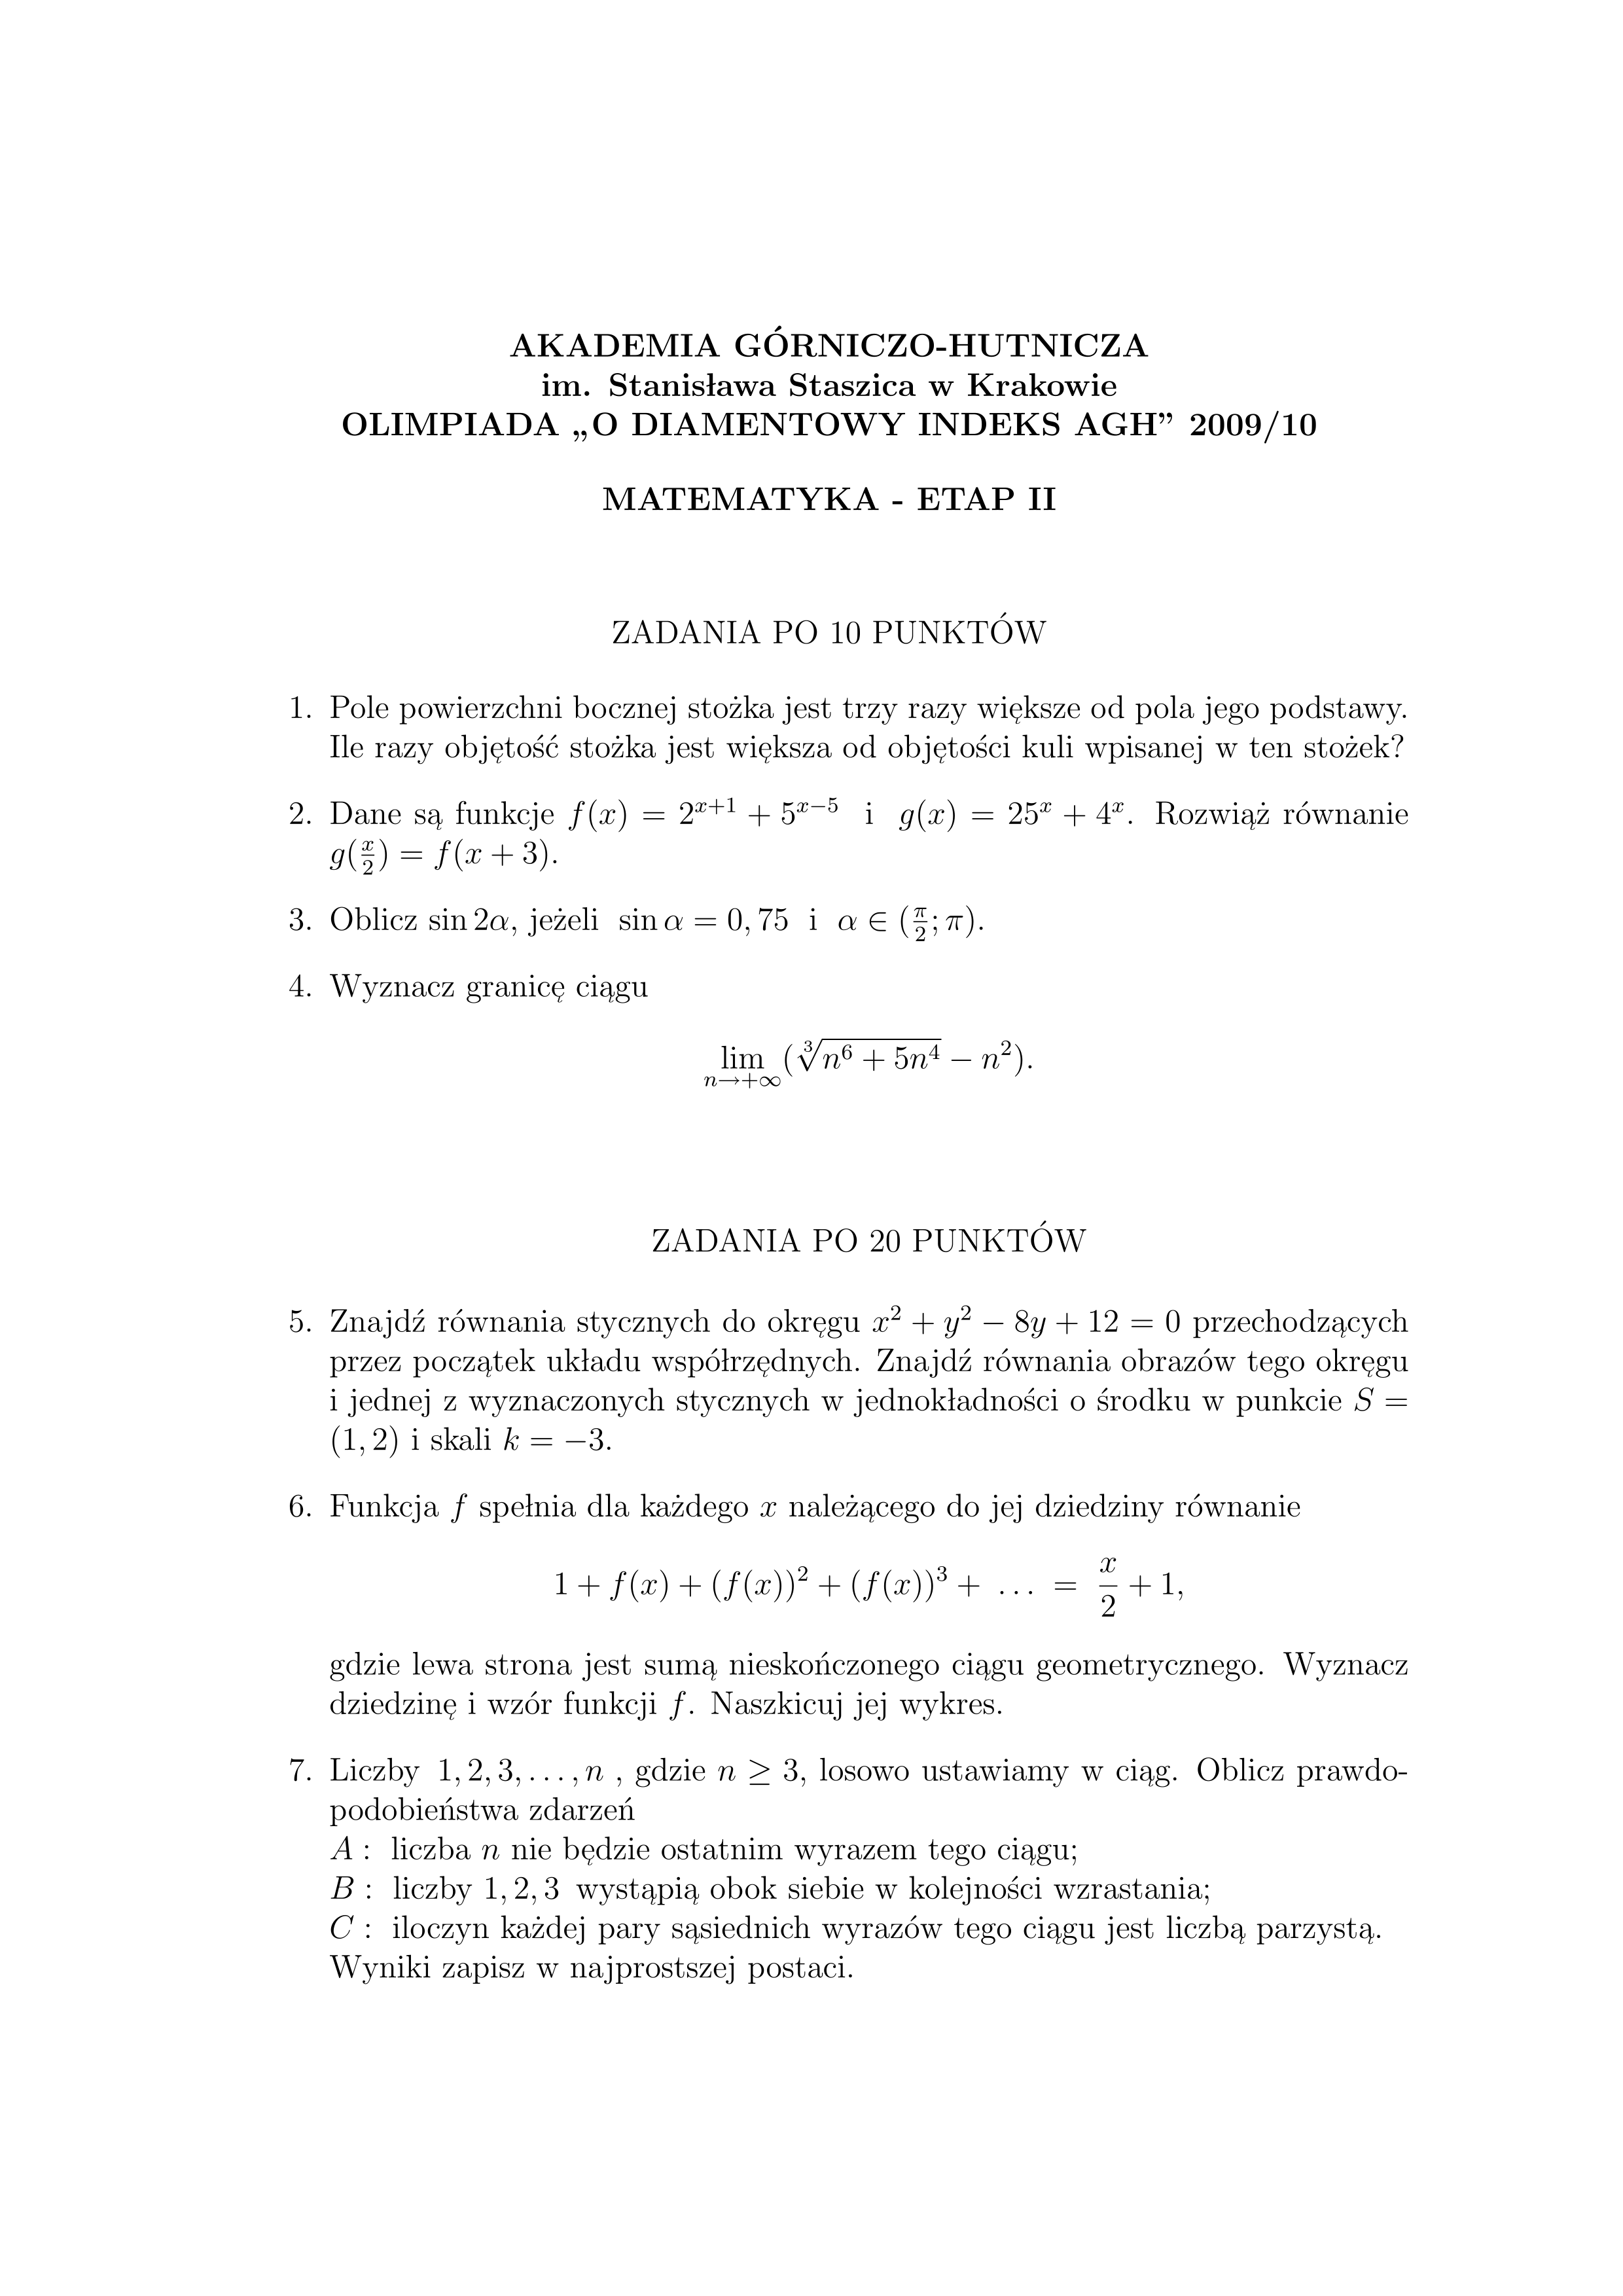 AKADEMIA GÓRNICZO-HUTNICZA
im. Stanisława Staszica w Krakowie
OLIMPIADA „O DIAMENTOWY INDEKS AGH” 2009/10
MATEMATYKA - ETAP II
ZADANIA PO 10 PUNKTÓW
1. Pole powierzchni bocznej stożka jest trzy razy większe od pola jego podstawy.
Ile razy objętość stożka jest większa od objętości kuli wpisanej w ten stożek?
2. Dane są funkcje $f(x) = 2^{x+1} + 5^{x-5}$ i $g(x) = 25^x + 4^x$. Rozwiąż równanie
$g(\frac{x}{2}) = f(x + 3)$.
3. Oblicz $\sin 2\alpha$, jeżeli $\sin \alpha = 0,75$ i $\alpha \in (\frac{\pi}{2}; \pi)$.
4. Wyznacz granicę ciągu
$\lim_{n \to +\infty} (\sqrt[3]{n^6 + 5n^4} - n^2).$
ZADANIA PO 20 PUNKTÓW
5. Znajdź równania stycznych do okręgu $x^2 + y^2 - 8y + 12 = 0$ przechodzących
przez początek układu współrzędnych. Znajdź równania obrazów tego okręgu
i jednej z wyznaczonych stycznych w jednokładności o środku w punkcie $S =$
$(1, 2)$ i skali $k = -3$.
6. Funkcja $f$ spełnia dla każdego $x$ należącego do jej dziedziny równanie
$1 + f(x) + (f(x))^2 + (f(x))^3 + \ldots = \frac{x}{2} + 1,$
gdzie lewa strona jest sumą nieskończonego ciągu geometrycznego. Wyznacz
dziedzinę i wzór funkcji $f$. Naszkicuj jej wykres.
7. Liczby $1, 2, 3, \ldots, n$ , gdzie $n \geq 3$, losowo ustawiamy w ciąg. Oblicz prawdo-
podobieństwa zdarzeń
$A$ : liczba $n$ nie będzie ostatnim wyrazem tego ciągu;
$B$ : liczby $1, 2, 3$ wystąpią obok siebie w kolejności wzrastania;
$C$ : iloczyn każdej pary sąsiednich wyrazów tego ciągu jest liczbą parzystą.
Wyniki zapisz w najprostszej postaci.